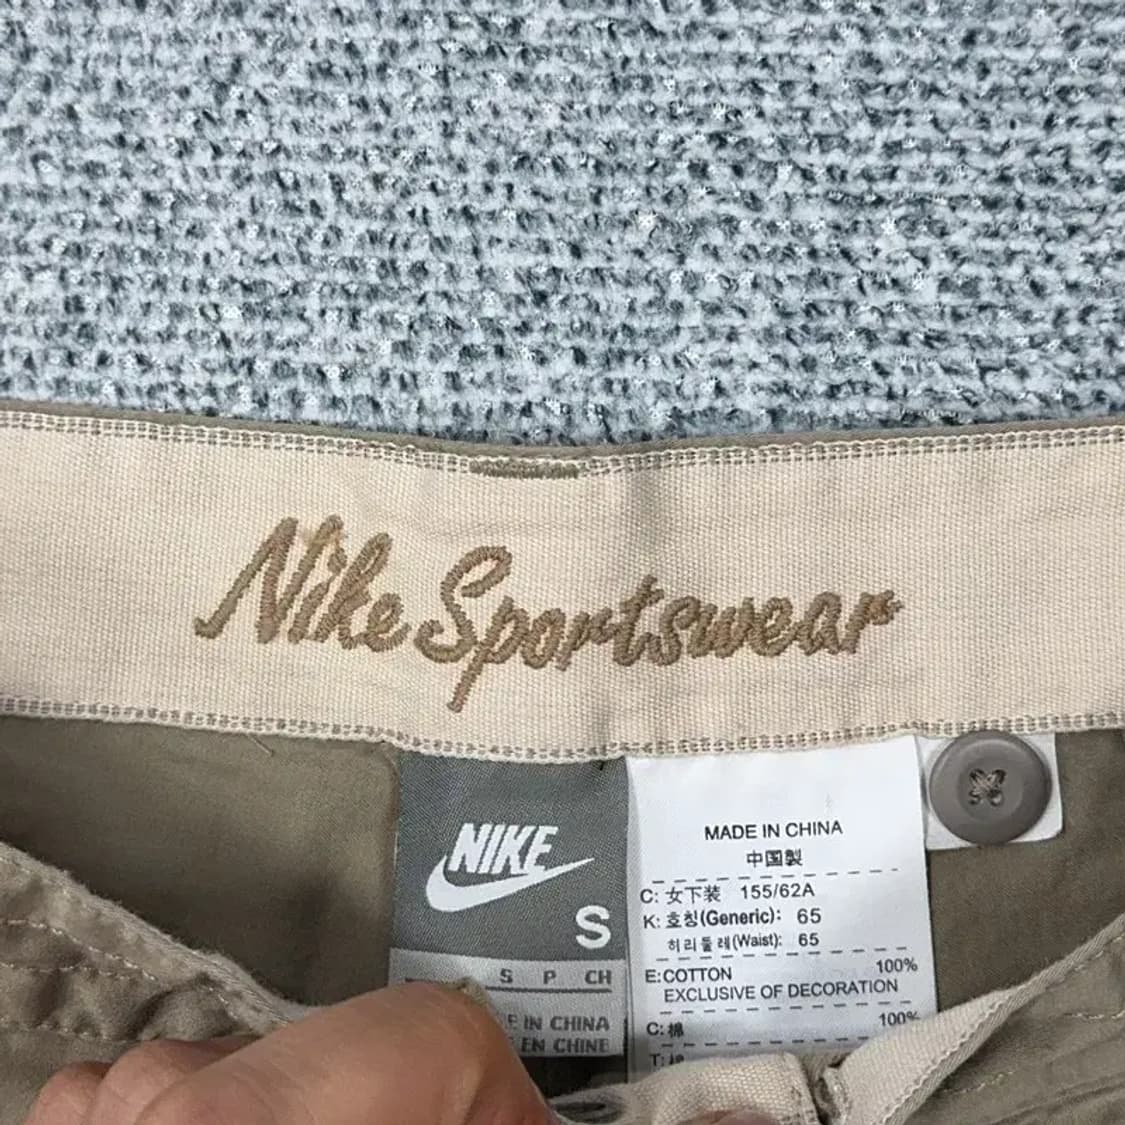 Nike Sportswear
NIKE
S
S P CH
E IN CHINA
EN CHINE
MADE IN CHINA
中国製
C: 女下装 155/62A
K: 호칭(Generic): 65
허리둘레(Waist): 65
E:COTTON 100%
EXCLUSIVE OF DECORATION
C: 棉 100%
T: 棉